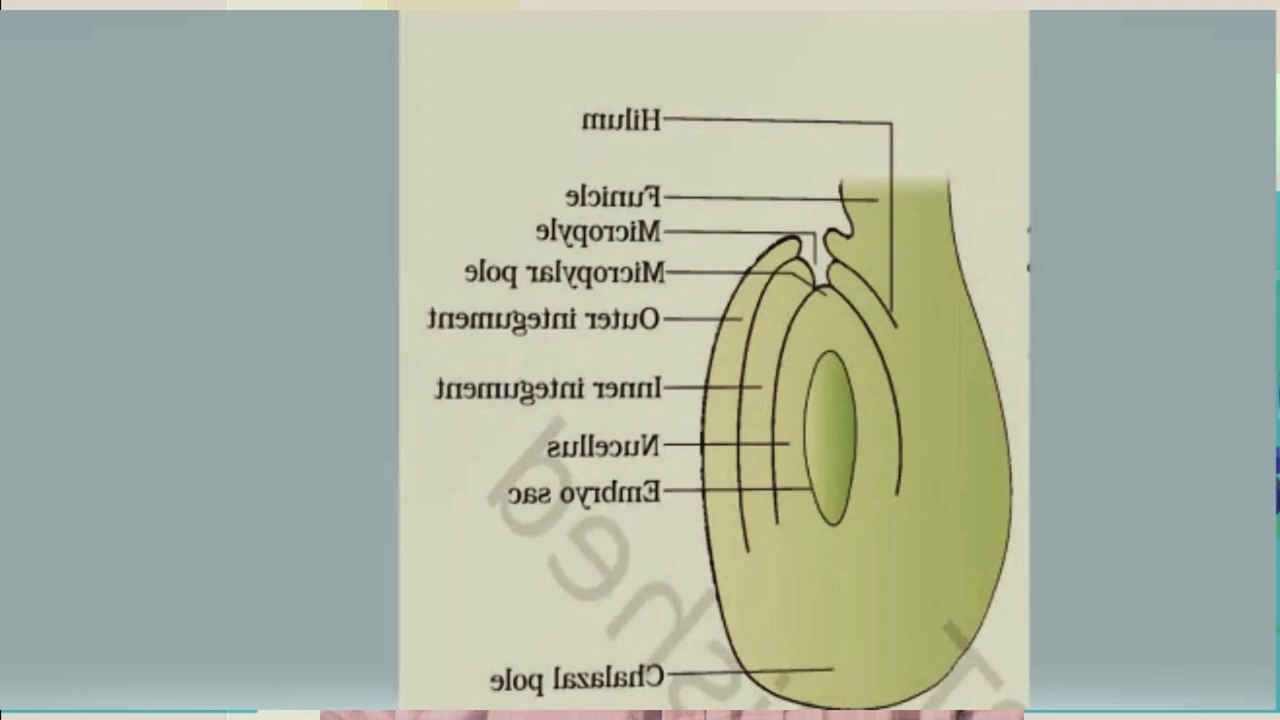 Hilum
Funicle
Micropyle
Micropylar pole
Outer integument
Inner integument
Nucellus
Embryo sac
Chalazal pole